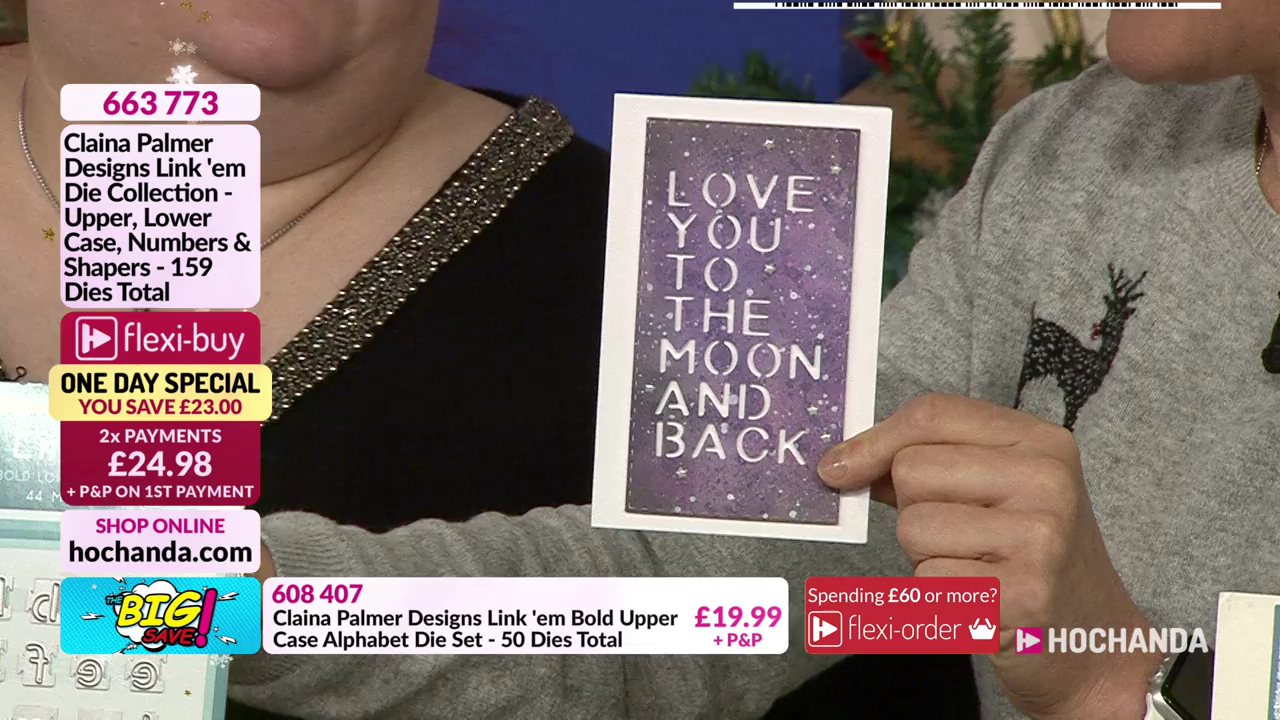 663 773
Claina Palmer
Designs Link 'em
Die Collection -
Upper, Lower
Case, Numbers &
Shapers - 159
Dies Total
flexi-buy
ONE DAY SPECIAL
YOU SAVE £23.00
2x PAYMENTS
£24.98
+ P&P ON 1ST PAYMENT
SHOP ONLINE
hochanda.com
LOVE
YOU
TO
THE
MOON
AND
BACK
THE
BIG
SAVE!
608 407
Claina Palmer Designs Link 'em Bold Upper
Case Alphabet Die Set - 50 Dies Total
£19.99
+ P&P
Spending £60 or more?
flexi-order
HOCHANDA
44